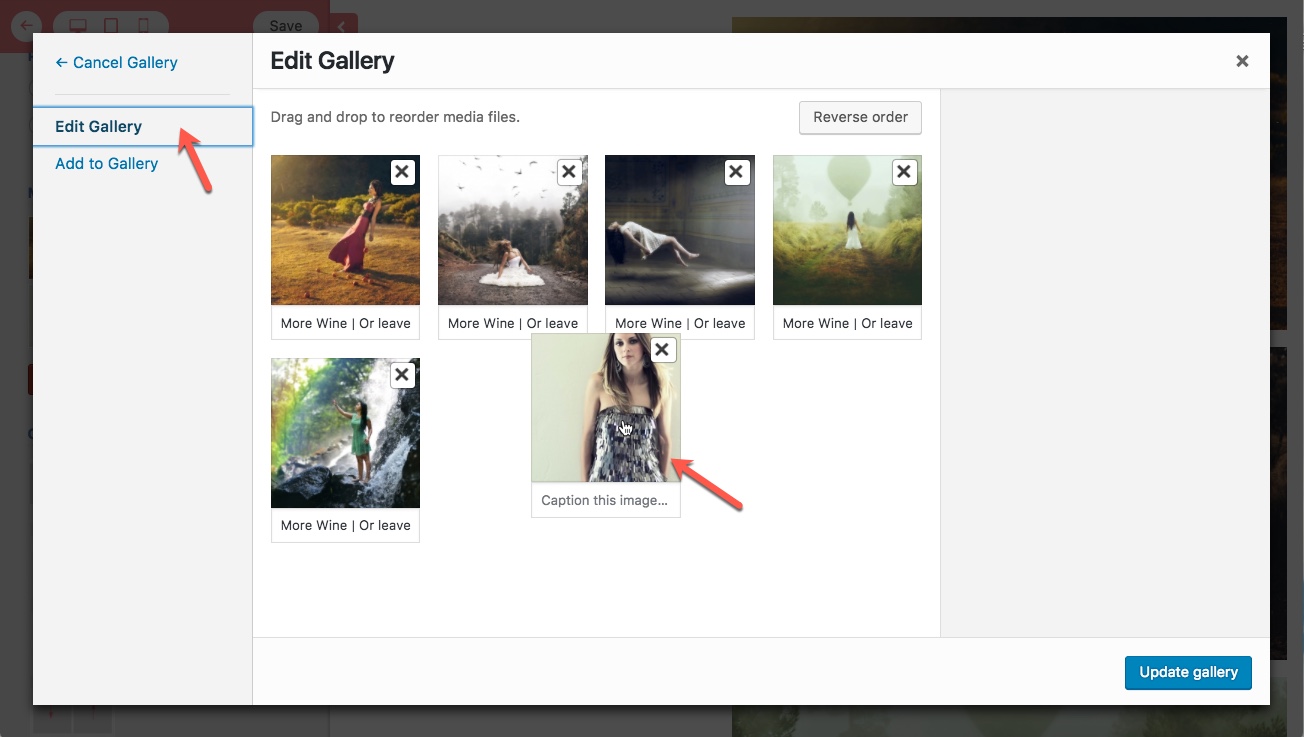 Save
← Cancel Gallery
Edit Gallery
Add to Gallery
Edit Gallery
Drag and drop to reorder media files.
Reverse order
More Wine | Or leave
More Wine | Or leave
More Wine | Or leave
More Wine | Or leave
More Wine | Or leave
Caption this image...
Update gallery